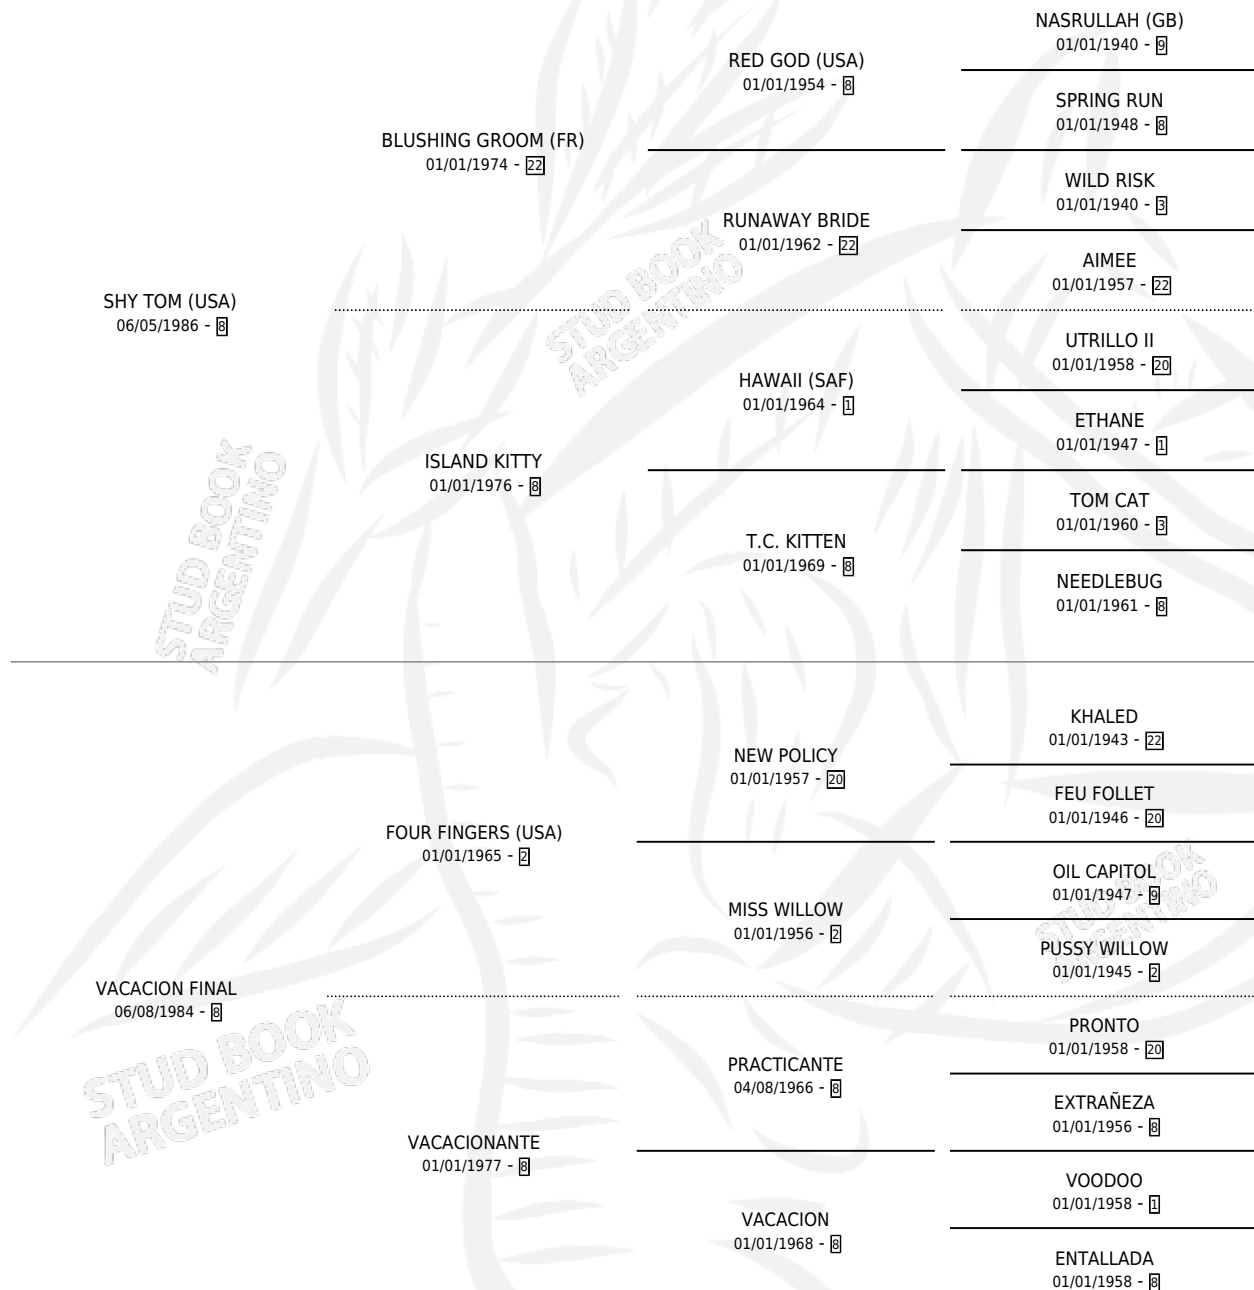 NASRULLAH (GB)
01/01/1940 - 9
RED GOD (USA)
01/01/1954 - 8
SPRING RUN
01/01/1948 - 8
BLUSHING GROOM (FR)
01/01/1974 - 22
WILD RISK
01/01/1940 - 3
RUNAWAY BRIDE
01/01/1962 - 22
AIMEE
01/01/1957 - 22
SHY TOM (USA)
06/05/1986 - 8
UTRILLO II
01/01/1958 - 20
HAWAII (SAF)
01/01/1964 - 1
ETHANE
01/01/1947 - 1
ISLAND KITTY
01/01/1976 - 8
TOM CAT
01/01/1960 - 3
T.C. KITTEN
01/01/1969 - 8
NEEDLEBUG
01/01/1961 - 8
KHALED
01/01/1943 - 22
NEW POLICY
01/01/1957 - 20
FEU FOLLET
01/01/1946 - 20
FOUR FINGERS (USA)
01/01/1965 - 2
OIL CAPITOL
01/01/1947 - 9
MISS WILLOW
01/01/1956 - 2
PUSSY WILLOW
01/01/1945 - 2
VACACION FINAL
06/08/1984 - 8
PRONTO
01/01/1958 - 20
PRACTICANTE
04/08/1966 - 8
EXTRAÑEZA
01/01/1956 - 8
VACACIONANTE
01/01/1977 - 8
VOODOO
01/01/1958 - 1
VACACION
01/01/1968 - 8
ENTALLADA
01/01/1958 - 8
STUD BOOK
ARGENTINO
STUD BOOK
ARGENTINO
STUD BOOK
ARGENTINO
STUD BOOK
ARGENTINO